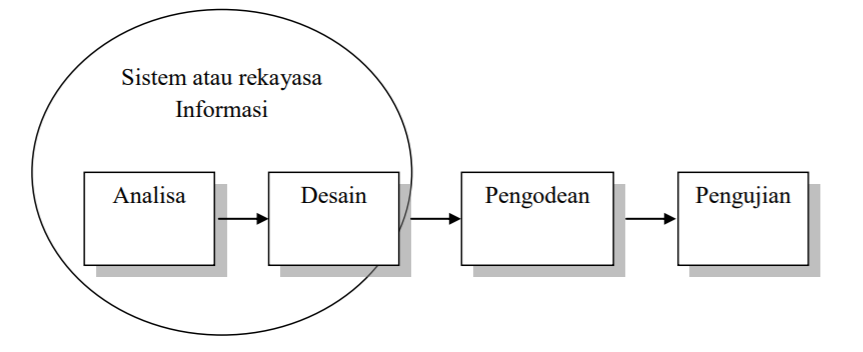 Sistem atau rekayasa
Informasi
Analisa
Desain
Pengodean
Pengujian